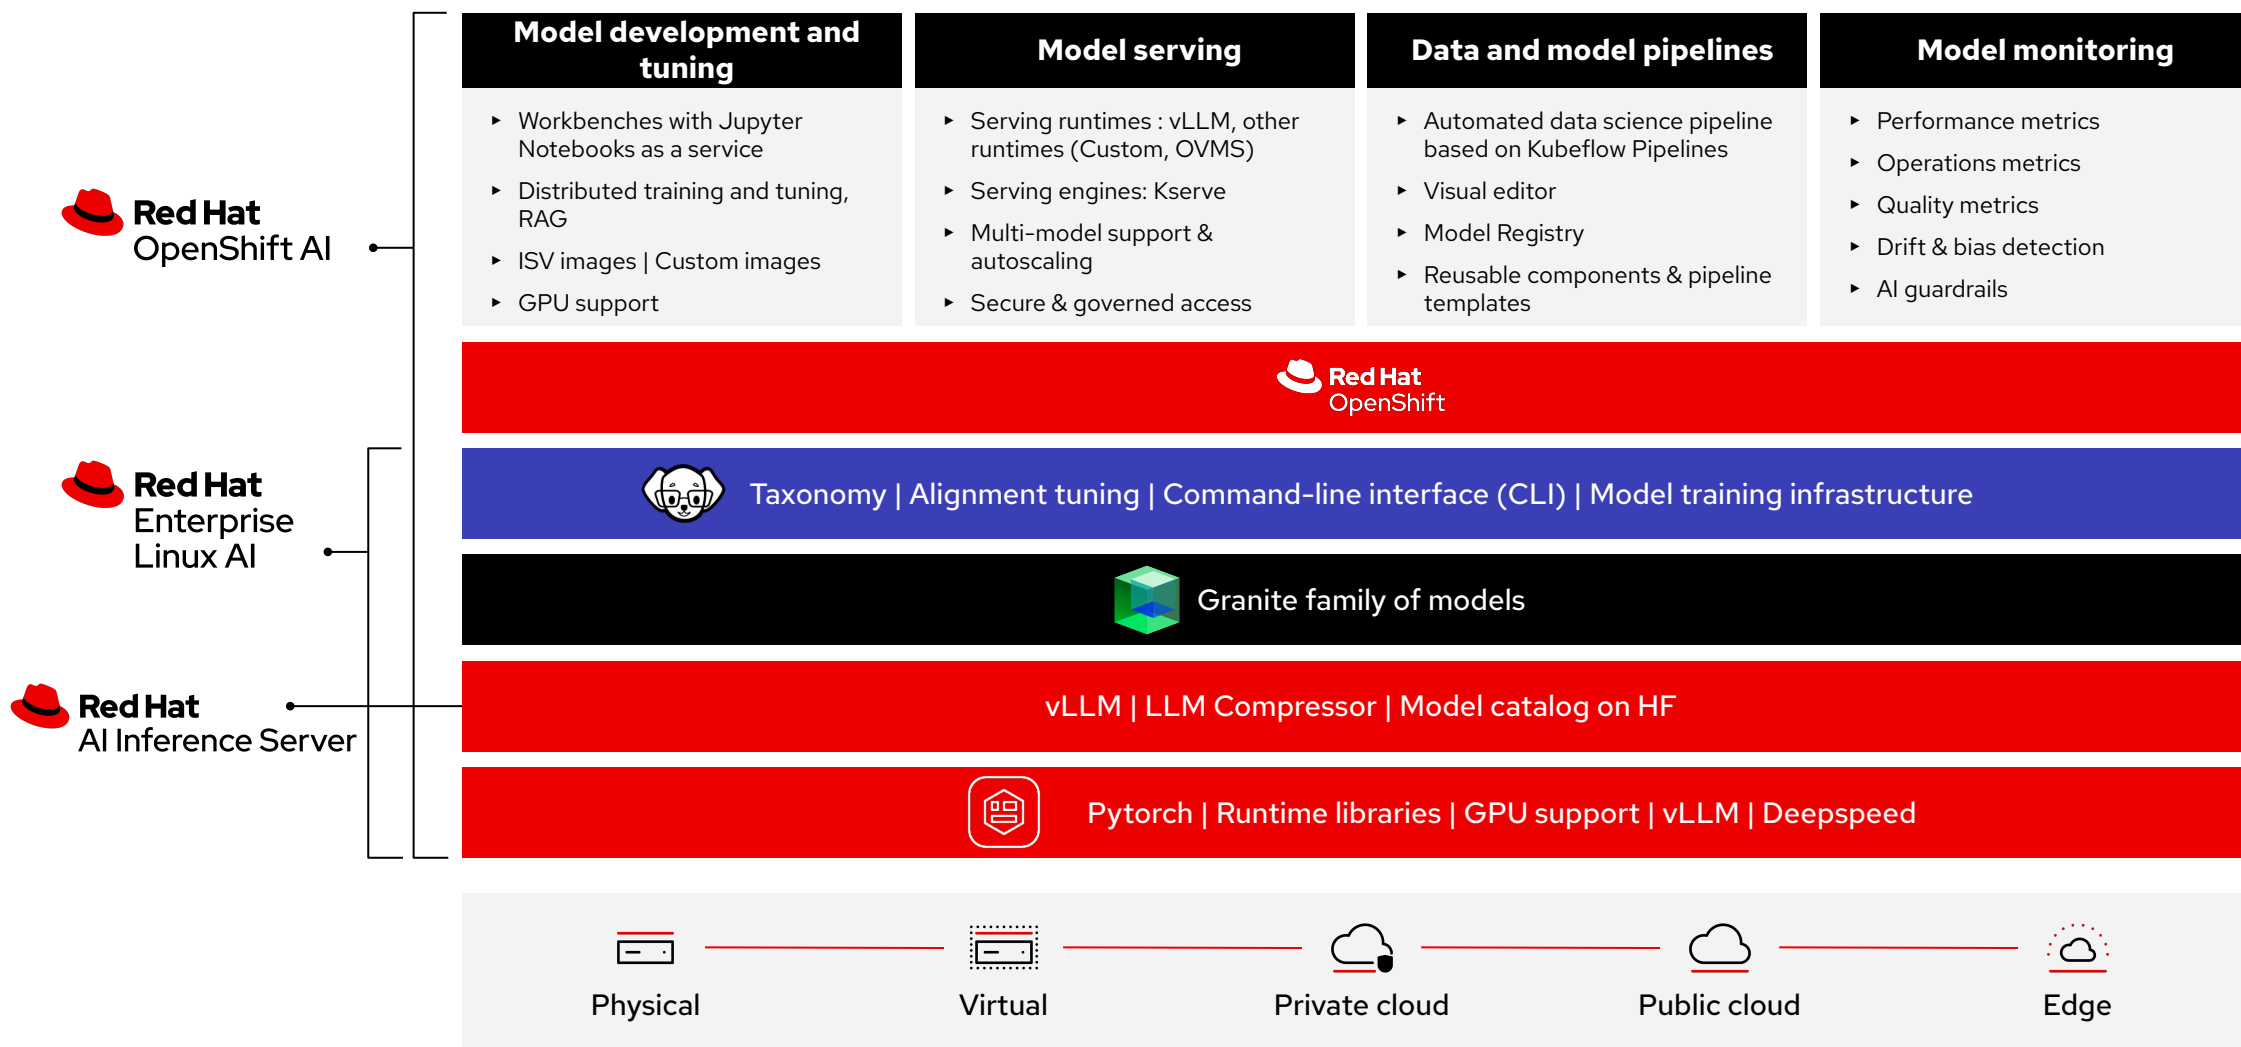 Model development and
tuning
Workbenches with Jupyter
Notebooks as a service
Distributed training and tuning,
RAG
ISV images | Custom images
GPU support
Model serving
Serving runtimes : vLLM, other
runtimes (Custom, OVMS)
Serving engines: Kserve
Multi-model support &
autoscaling
Secure & governed access
Data and model pipelines
Automated data science pipeline
based on Kubeflow Pipelines
Visual editor
Model Registry
Reusable components & pipeline
templates
Model monitoring
Performance metrics
Operations metrics
Quality metrics
Drift & bias detection
AI guardrails
Red Hat
OpenShift AI
Red Hat
OpenShift
Red Hat
Enterprise
Linux AI
Taxonomy | Alignment tuning | Command-line interface (CLI) | Model training infrastructure
Granite family of models
Red Hat
AI Inference Server
vLLM | LLM Compressor | Model catalog on HF
Pytorch | Runtime libraries | GPU support | vLLM | Deepspeed
Physical
Virtual
Private cloud
Public cloud
Edge